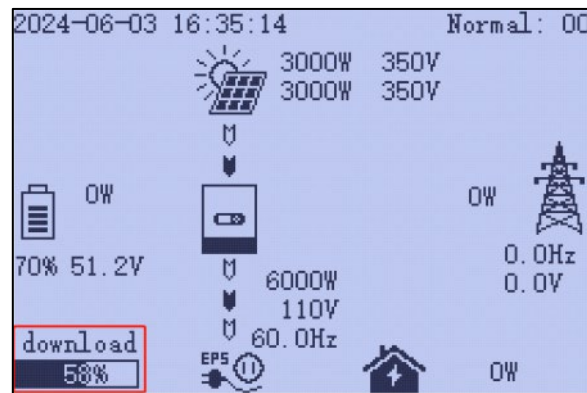 2024-06-03 16:35:14 Normal: 00
3000W 350V
3000W 350V
0W
0W
70% 51.2V
0.0Hz
0.0V
6000W
110V
60.0Hz
download
58%
EPS
0W